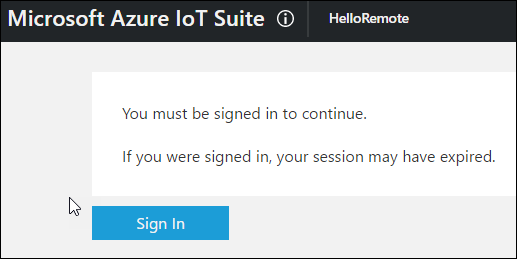 Microsoft Azure IoT Suite HelloRemote
You must be signed in to continue.
If you were signed in, your session may have expired.
Sign In